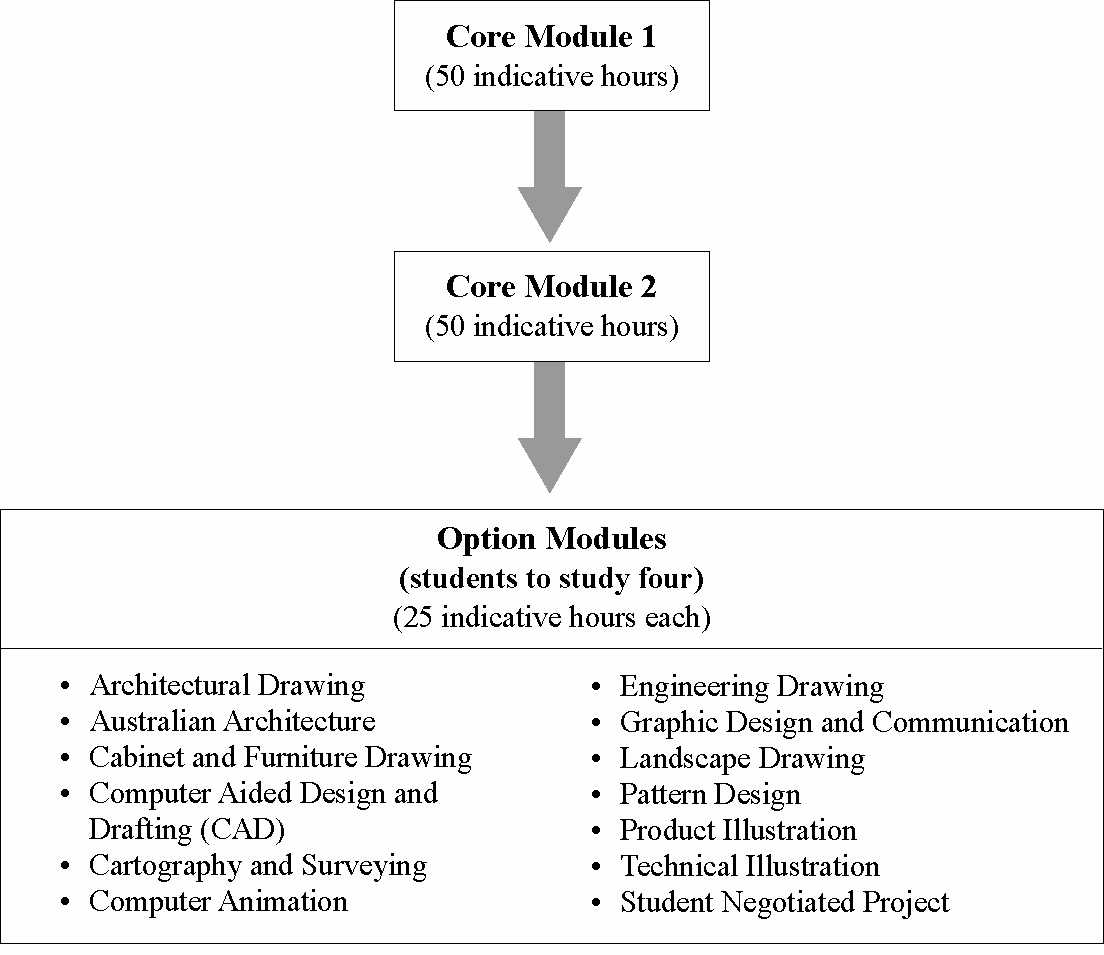 Core Module 1
(50 indicative hours)
Core Module 2
(50 indicative hours)
Option Modules
(students to study four)
(25 indicative hours each)
• Architectural Drawing
• Australian Architecture
• Cabinet and Furniture Drawing
• Computer Aided Design and
Drafting (CAD)
• Cartography and Surveying
• Computer Animation
• Engineering Drawing
• Graphic Design and Communication
• Landscape Drawing
• Pattern Design
• Product Illustration
• Technical Illustration
• Student Negotiated Project